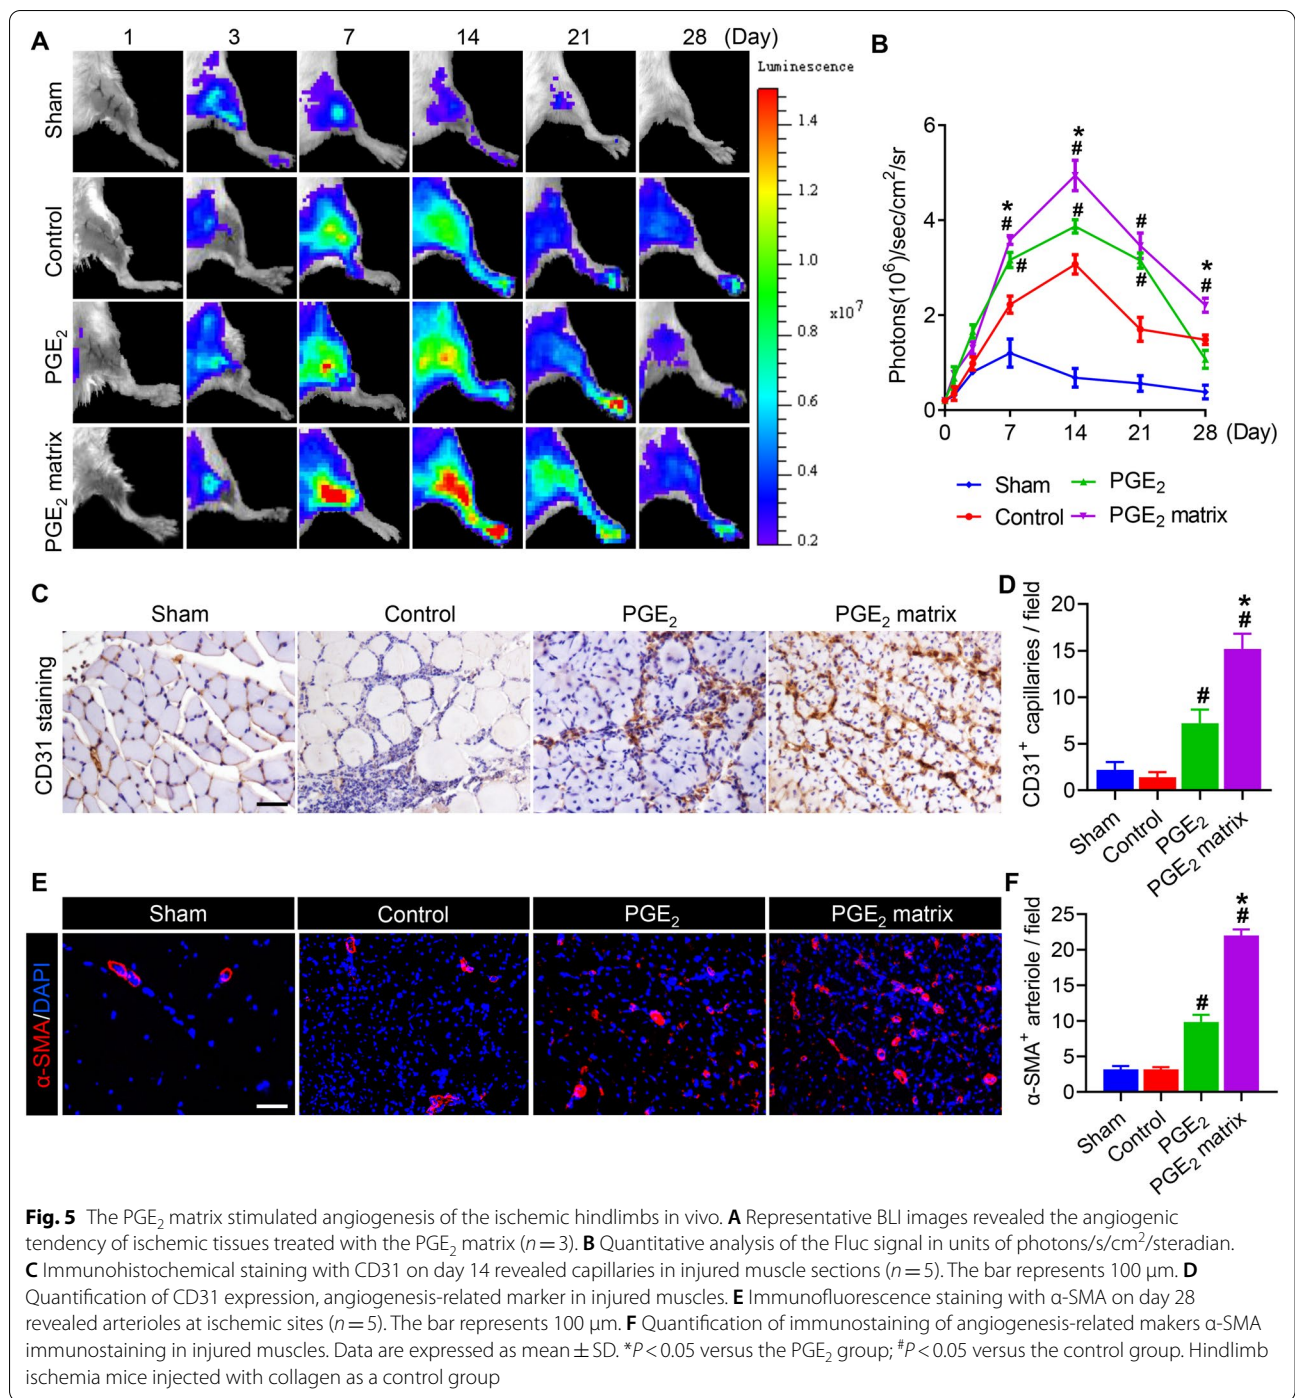 A
1 3 7 14 21 28 (Day)
Sham
Control
PGE₂
PGE₂ matrix
Luminescence
1.4
1.2
1.0
x10⁷
0.8
0.6
0.4
0.2
B
Photons(10⁶)/sec/cm²/sr
6
4
2
0
0 7 14 21 28 (Day)
* #
#
* #
#
#
#
* #
Sham PGE₂
Control PGE₂ matrix
C
Sham Control PGE₂ PGE₂ matrix
CD31 staining
D
CD31⁺ capillaries / field
20
15
10
5
0
#
*
#
Sham Control PGE₂ PGE₂ matrix
E
Sham Control PGE₂ PGE₂ matrix
α-SMA/DAPI
F
α-SMA⁺ arteriole / field
25
20
15
10
5
0
#
*
#
Sham Control PGE₂ PGE₂ matrix
Fig. 5 The PGE₂ matrix stimulated angiogenesis of the ischemic hindlimbs in vivo. A Representative BLI images revealed the angiogenic
tendency of ischemic tissues treated with the PGE₂ matrix (n = 3). B Quantitative analysis of the Fluc signal in units of photons/s/cm²/steradian.
C Immunohistochemical staining with CD31 on day 14 revealed capillaries in injured muscle sections (n = 5). The bar represents 100 μm. D
Quantification of CD31 expression, angiogenesis-related marker in injured muscles. E Immunofluorescence staining with α-SMA on day 28
revealed arterioles at ischemic sites (n = 5). The bar represents 100 μm. F Quantification of immunostaining of angiogenesis-related makers α-SMA
immunostaining in injured muscles. Data are expressed as mean ± SD. *P < 0.05 versus the PGE₂ group; #P < 0.05 versus the control group. Hindlimb
ischemia mice injected with collagen as a control group